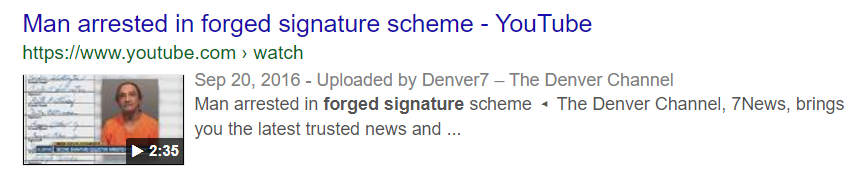 Man arrested in forged signature scheme - YouTube
https://www.youtube.com › watch
Sep 20, 2016 - Uploaded by Denver7 – The Denver Channel
Man arrested in forged signature scheme ◂ The Denver Channel, 7News, brings
you the latest trusted news and ...
2:35